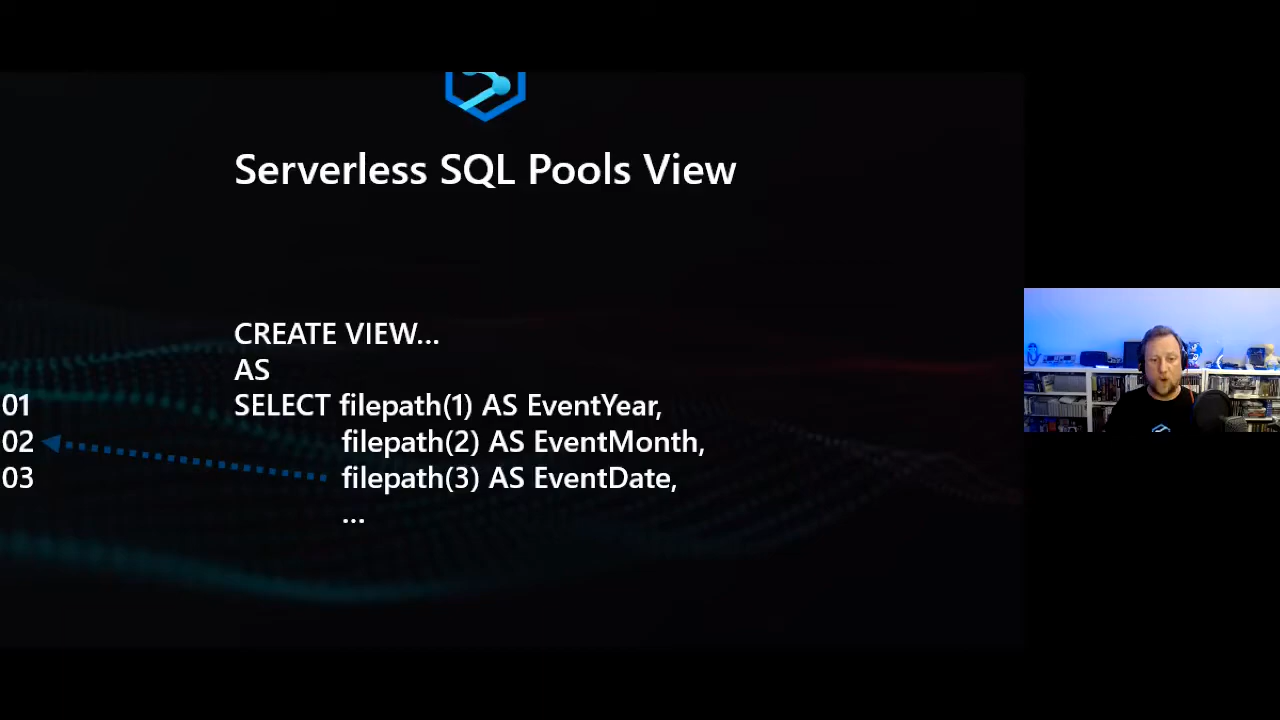 Serverless SQL Pools View
CREATE VIEW...
AS
01
SELECT filepath(1) AS EventYear,
02
filepath(2) AS EventMonth,
03
filepath(3) AS EventDate,
...